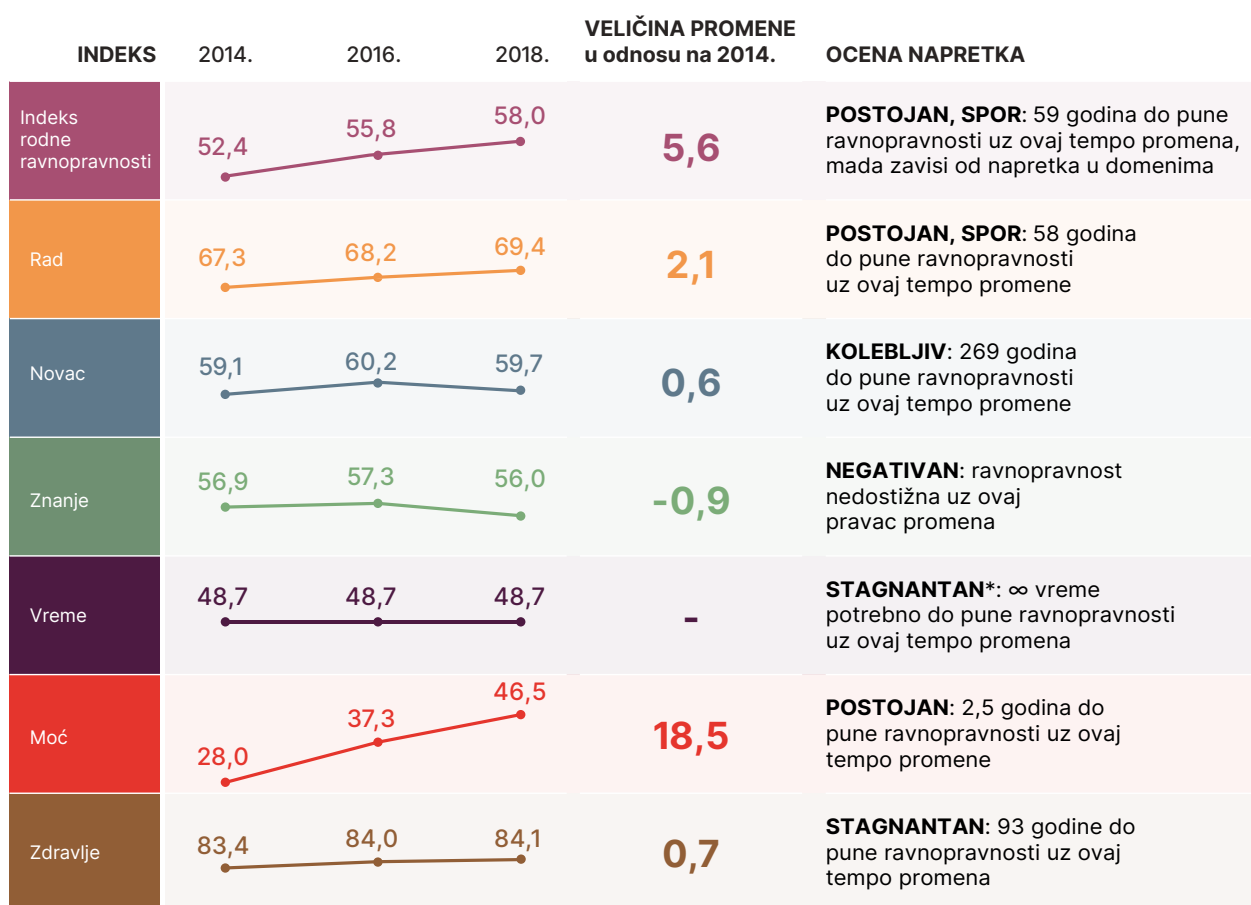 INDEKS
2014.
2016.
2018.
VELIČINA PROMENE
u odnosu na 2014.
OCENA NAPRETKA
Indeks
rodne
ravnopravnosti
52,4
55,8
58,0
5,6
POSTOJAN, SPOR: 59 godina do pune
ravnopravnosti uz ovaj tempo promena,
mada zavisi od napretka u domenima
Rad
67,3
68,2
69,4
2,1
POSTOJAN, SPOR: 58 godina
do pune ravnopravnosti
uz ovaj tempo promene
Novac
59,1
60,2
59,7
0,6
KOLEBLJIV: 269 godina
do pune ravnopravnosti
uz ovaj tempo promene
Znanje
56,9
57,3
56,0
-0,9
NEGATIVAN: ravnopravnost
nedostižna uz ovaj
pravac promena
Vreme
48,7
48,7
48,7
-
STAGNANTAN*: ∞ vreme
potrebno do pune ravnopravnosti
uz ovaj tempo promena
Moć
28,0
37,3
46,5
18,5
POSTOJAN: 2,5 godina do
pune ravnopravnosti uz ovaj
tempo promene
Zdravlje
83,4
84,0
84,1
0,7
STAGNANTAN: 93 godine do
pune ravnopravnosti uz ovaj
tempo promena